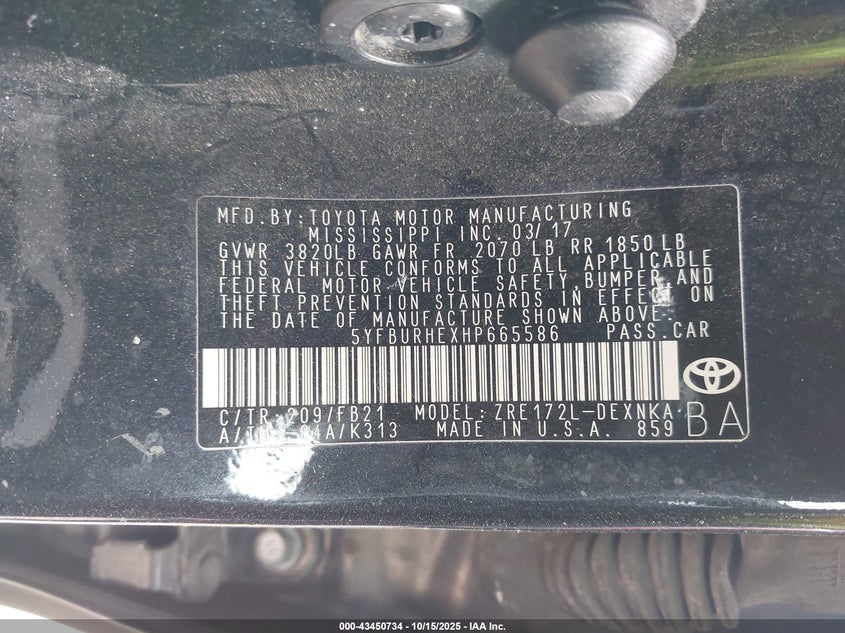 MFD.BY:TOYOTA MOTOR MANUFACTURING
MISSISSIPPI INC. 03/17
GVWR 3820LB GAWR FR 2070 LB RR 1850 LB
THIS VEHICLE CONFORMS TO ALL APPLICABLE
FEDERAL MOTOR VEHICLE SAFETY,BUMPER,AND
THEFT PREVENTION STANDARDS IN EFFECT ON
THE DATE OF MANUFACTURE SHOWN ABOVE.
5YFBURHEXHP665586 PASS.CAR
C/TR:209/FB21 MODEL:ZRE172L-DEXNKA
/K313 MADE IN U.S.A. 859 BA
000-43450734 - 10/15/2025 - IAA Inc.